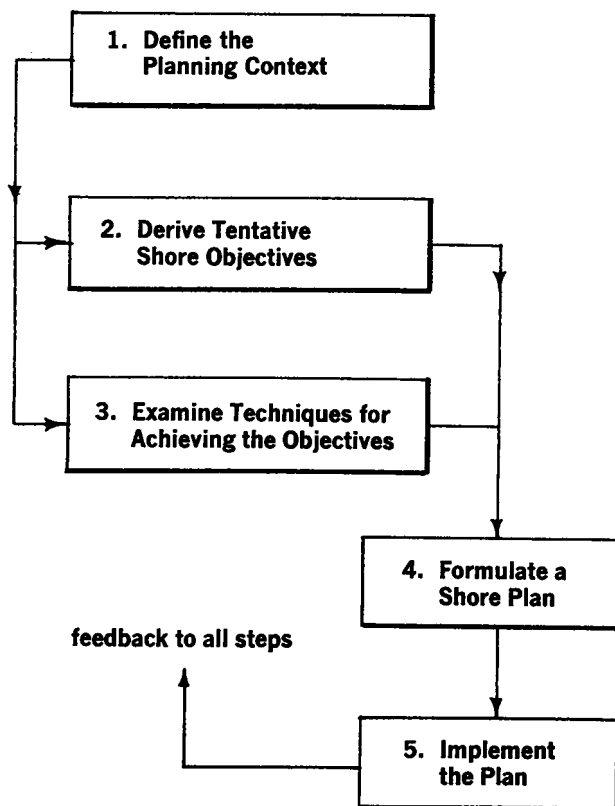 1. Define the
Planning Context
2. Derive Tentative
Shore Objectives
3. Examine Techniques for
Achieving the Objectives
4. Formulate a
Shore Plan
feedback to all steps
5. Implement
the Plan